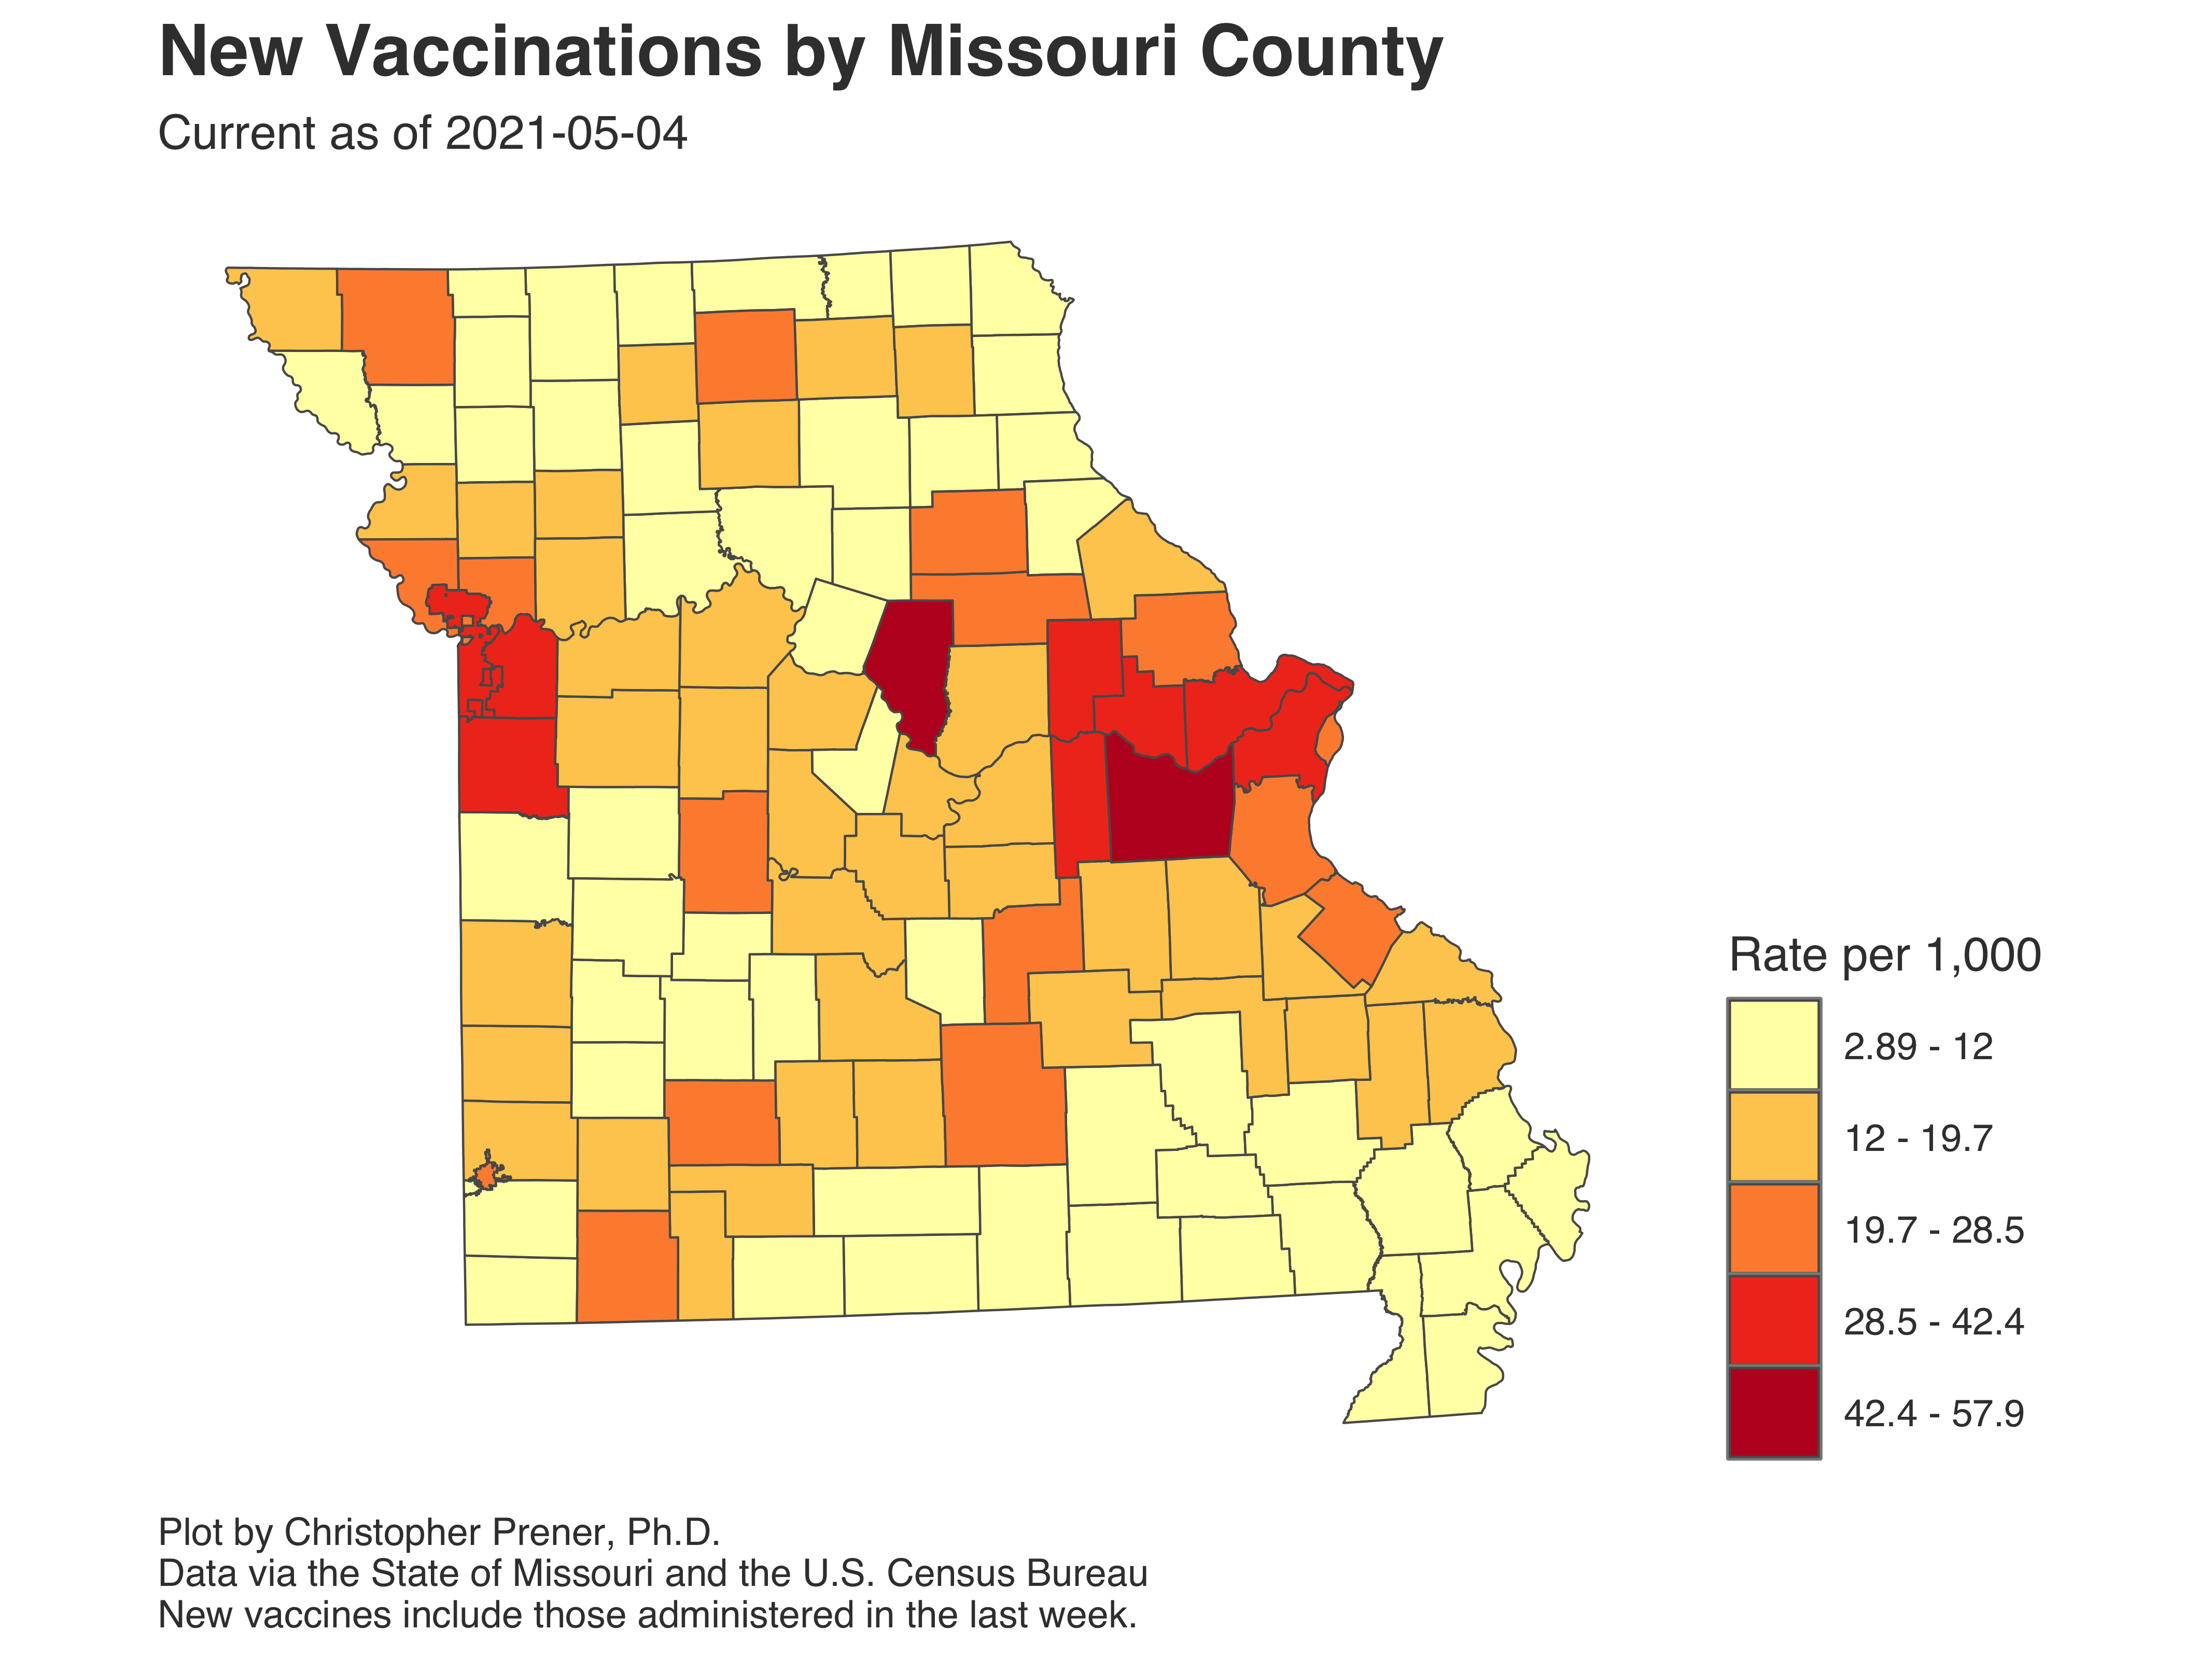 New Vaccinations by Missouri County
Current as of 2021-05-04
Rate per 1,000
2.89 - 12
12 - 19.7
19.7 - 28.5
28.5 - 42.4
42.4 - 57.9
Plot by Christopher Prener, Ph.D.
Data via the State of Missouri and the U.S. Census Bureau
New vaccines include those administered in the last week.